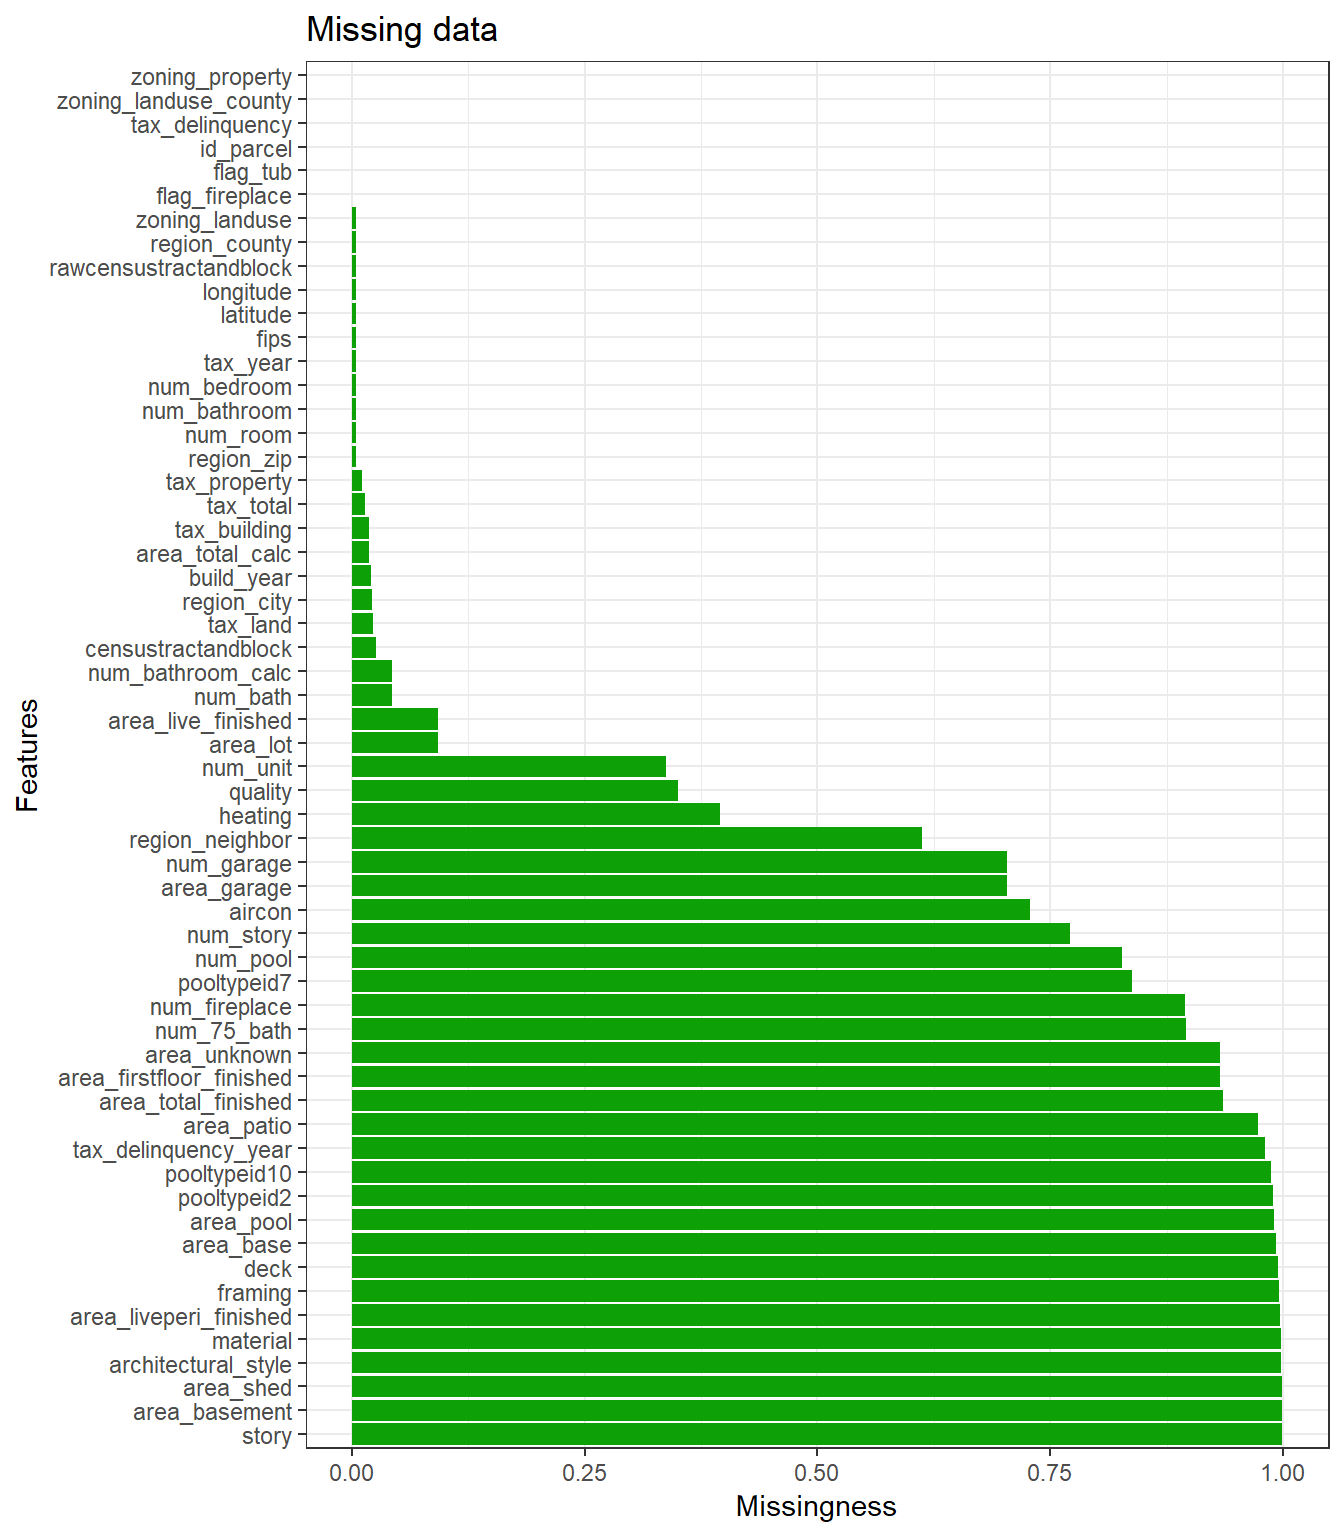 Missing data
zoning_property
zoning_landuse_county
tax_delinquency
id_parcel
flag_tub
flag_fireplace
zoning_landuse
region_county
rawcensustractandblock
longitude
latitude
fips
tax_year
num_bedroom
num_bathroom
num_room
region_zip
tax_property
tax_total
tax_building
area_total_calc
build_year
region_city
tax_land
censustractandblock
num_bathroom_calc
num_bath
area_live_finished
area_lot
num_unit
quality
heating
region_neighbor
num_garage
area_garage
aircon
num_story
num_pool
pooltypeid7
num_fireplace
num_75_bath
area_unknown
area_firstfloor_finished
area_total_finished
area_patio
tax_delinquency_year
pooltypeid10
pooltypeid2
area_pool
area_base
deck
framing
area_liveperi_finished
material
architectural_style
area_shed
area_basement
story
Features
0.00 0.25 0.50 0.75 1.00
Missingness